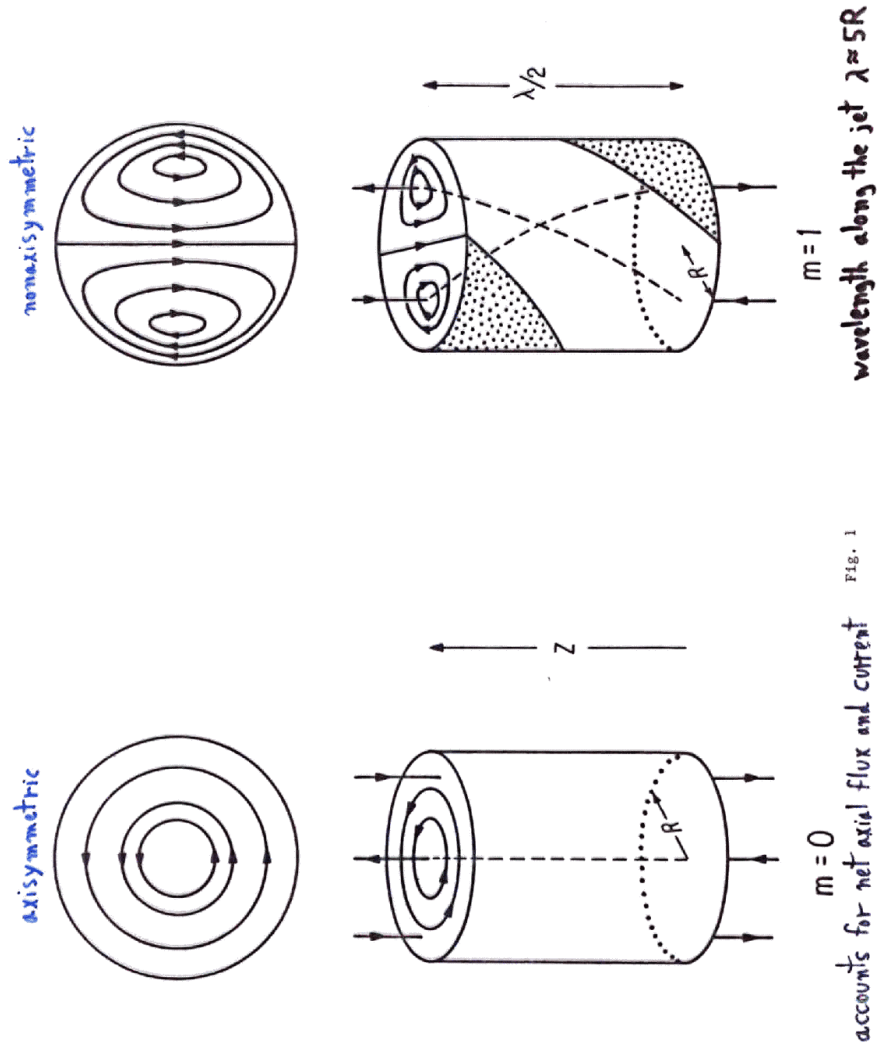 axisymmetric
nonaxisymmetric
Z
λ/2
R
R
m = 0
m = 1
accounts for net axial flux and current
Fig. 1
wavelength along the jet λ≈5R